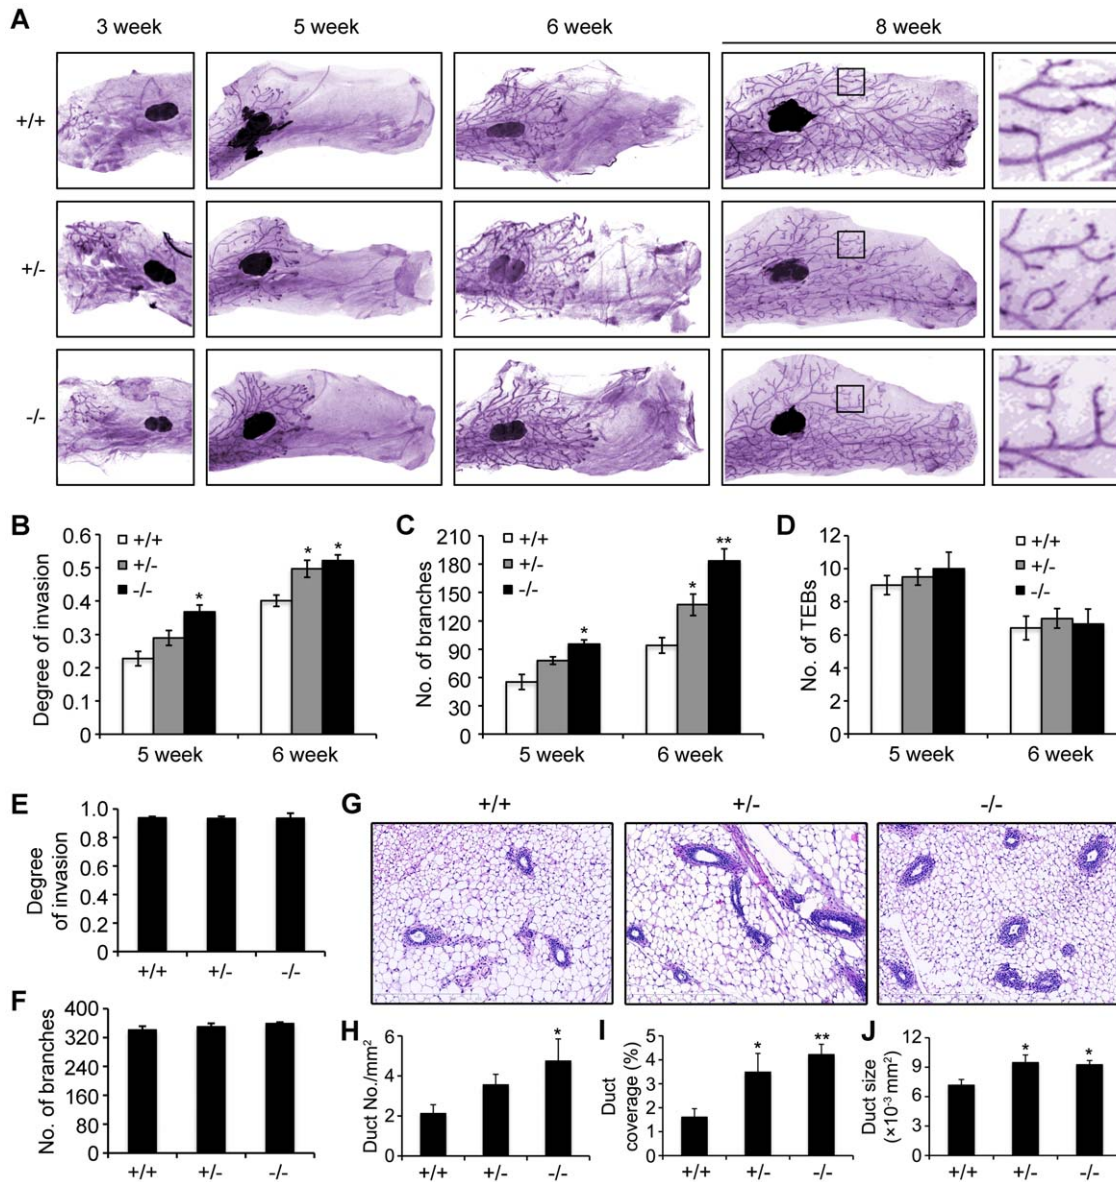 A
3 week
5 week
6 week
8 week
+/+
+/-
-/-
B
Degree of invasion
0.6
0.5
0.4
0.3
0.2
0.1
0
+/+
+/-
-/-
*
*
*
5 week
6 week
C
No. of branches
210
180
150
120
90
60
30
0
+/+
+/-
-/-
*
*
**
5 week
6 week
D
No. of TEBs
12
10
8
6
4
2
0
+/+
+/-
-/-
5 week
6 week
E
Degree
of invasion
1.0
0.8
0.6
0.4
0.2
0
+/+
+/-
-/-
F
No. of branches
400
320
240
160
80
0
+/+
+/-
-/-
G
+/+
+/-
-/-
H
Duct No./mm²
6
4
2
0
*
+/+
+/-
-/-
I
Duct
coverage (%)
5
4
3
2
1
0
*
**
+/+
+/-
-/-
J
Duct size
(×10⁻³ mm²)
12
9
6
3
0
*
*
+/+
+/-
-/-